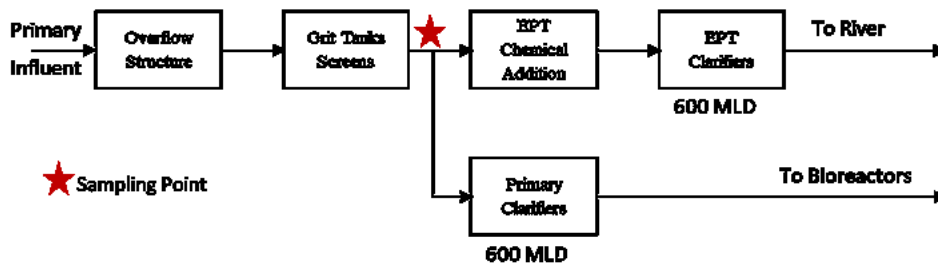 Primary
Influent
Overflow
Structure
Grit Tanks
Screens
EPT
Chemical
Addition
EPT
Clarifiers
600 MLD
To River
Sampling Point
Primary
Clarifiers
600 MLD
To Bioreactors